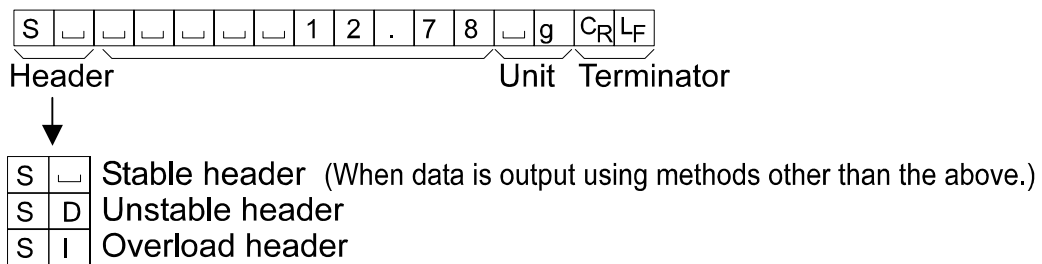 S ␣ ␣ ␣ ␣ ␣ ␣ 1 2 . 7 8 ␣ g CR LF
Header Unit Terminator
S ␣ Stable header (When data is output using methods other than the above.)
S D Unstable header
S I Overload header